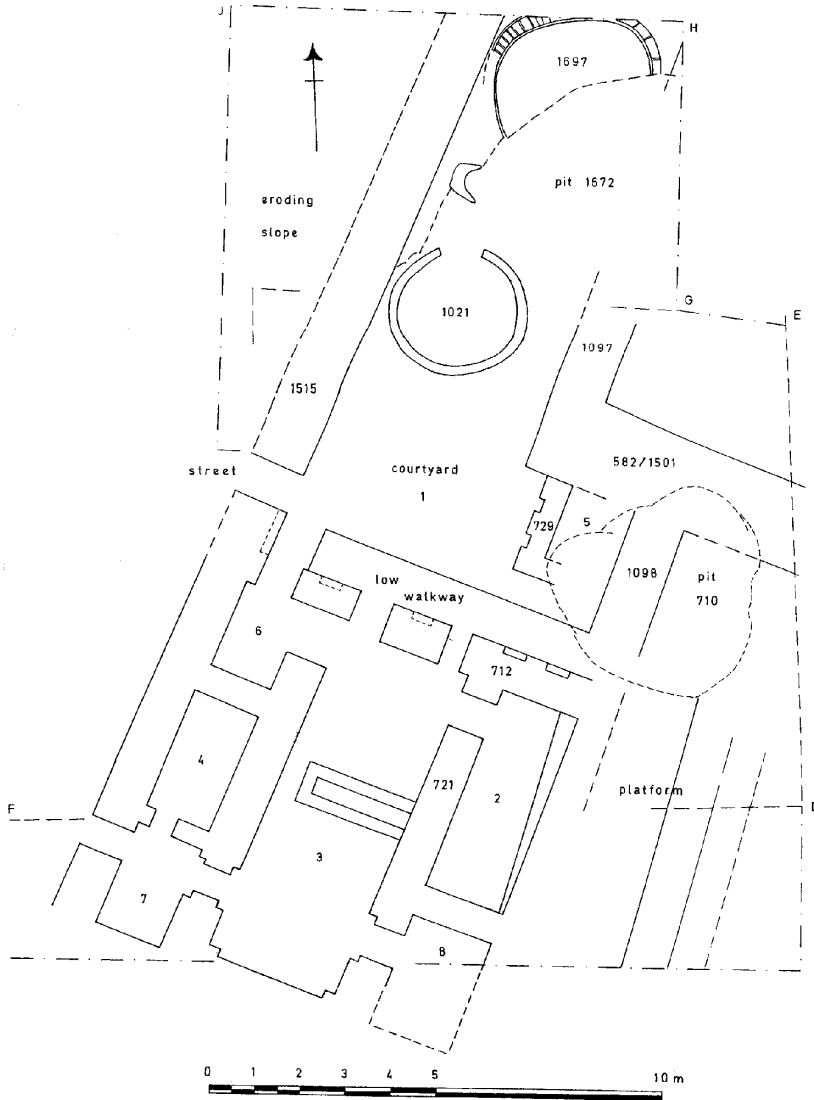 J
H
1697
eroding
slope
pit 1672
G
E
1021
1097
1515
street
courtyard
1
582/1501
729
5
low
walkway
1098
pit
710
6
712
4
721
2
platform
F
D
3
7
8
0 1 2 3 4 5 10 m